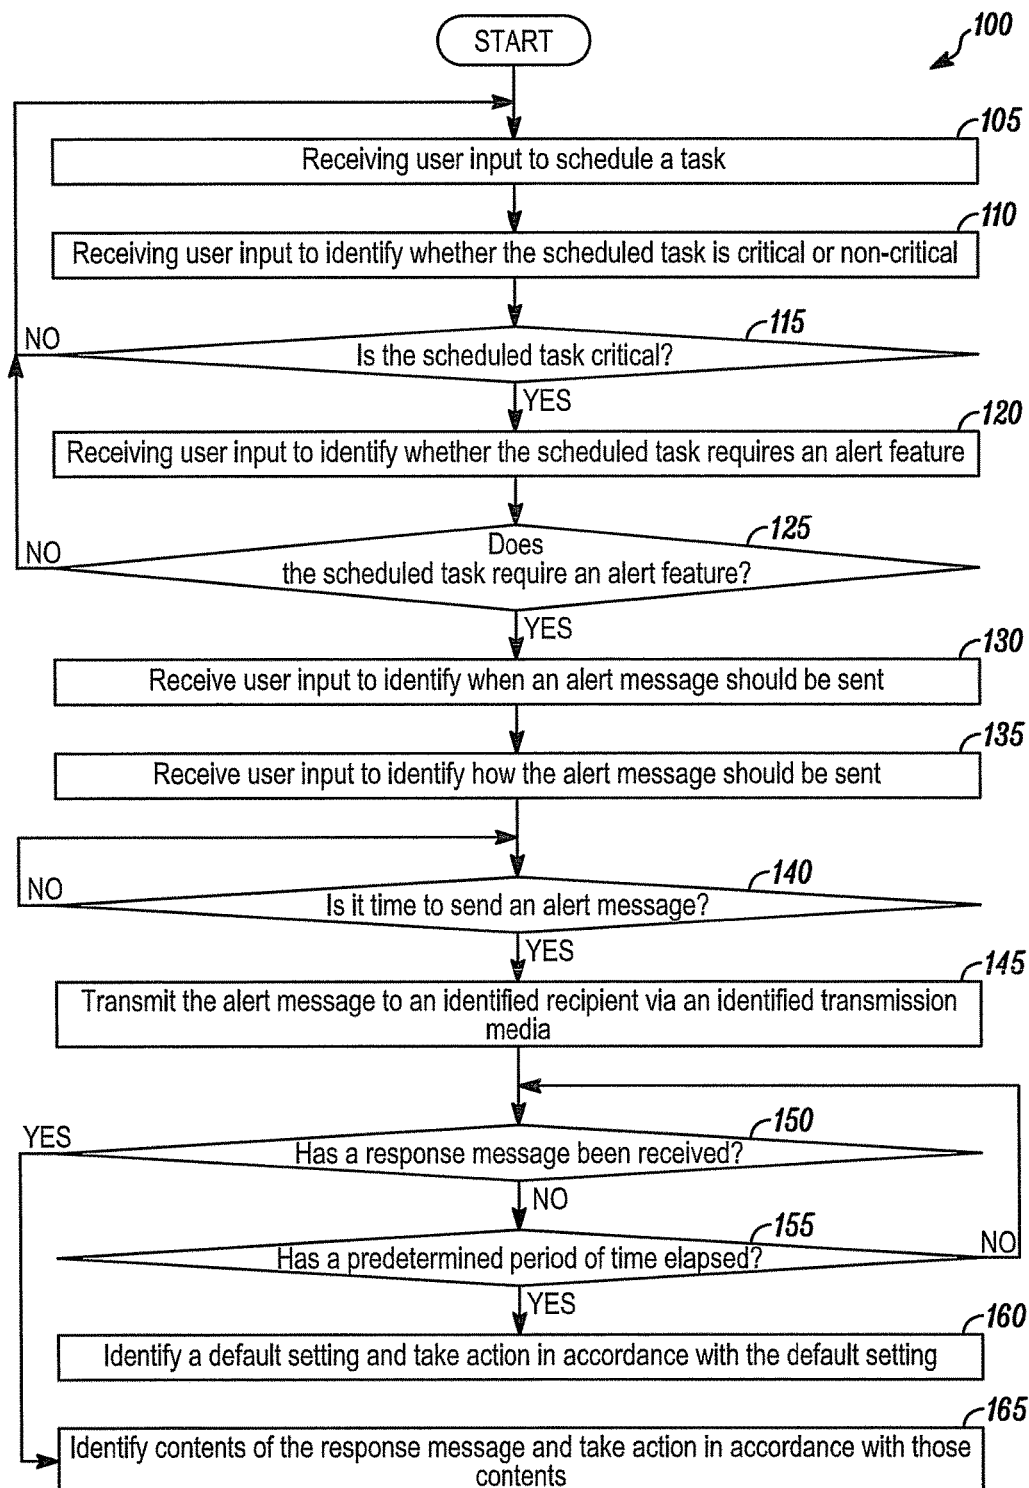 START
100
105
Receiving user input to schedule a task
110
Receiving user input to identify whether the scheduled task is critical or non-critical
115
NO
Is the scheduled task critical?
YES
120
Receiving user input to identify whether the scheduled task requires an alert feature
125
NO
Does
the scheduled task require an alert feature?
YES
130
Receive user input to identify when an alert message should be sent
135
Receive user input to identify how the alert message should be sent
140
NO
Is it time to send an alert message?
YES
145
Transmit the alert message to an identified recipient via an identified transmission
media
150
YES
Has a response message been received?
NO
155
Has a predetermined period of time elapsed?
NO
YES
160
Identify a default setting and take action in accordance with the default setting
165
Identify contents of the response message and take action in accordance with those
contents